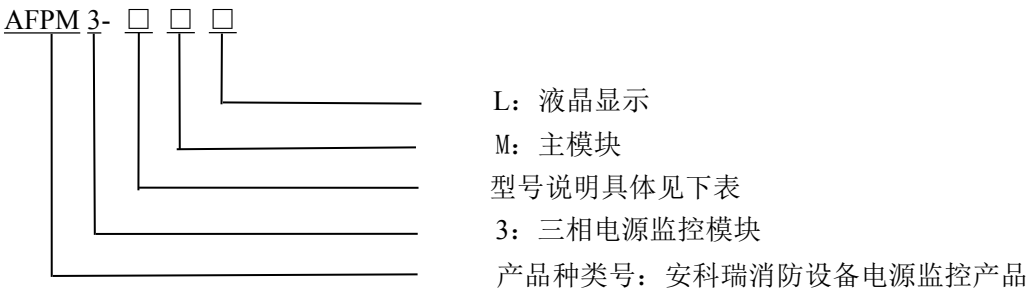 AFPM 3- □ □ □
L：液晶显示
M：主模块
型号说明具体见下表
3：三相电源监控模块
产品种类号：安科瑞消防设备电源监控产品